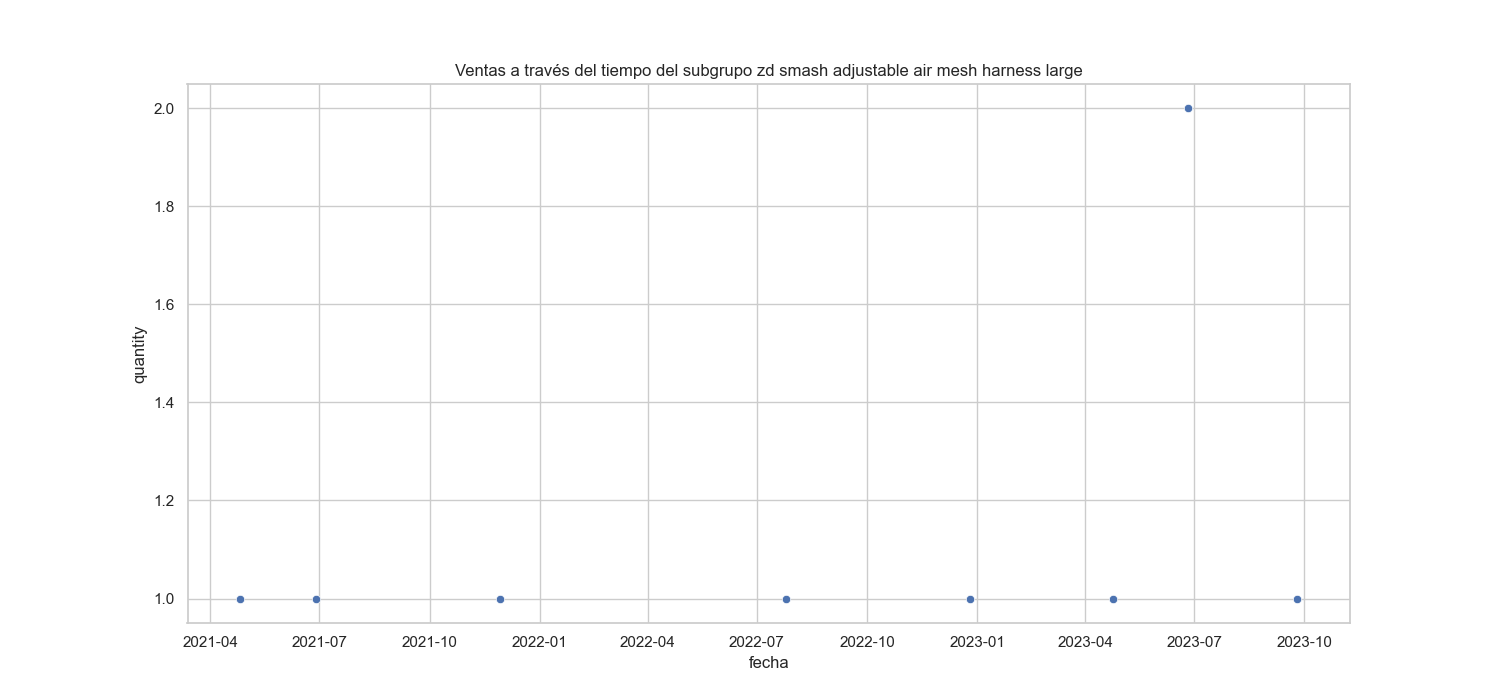 Ventas a través del tiempo del subgrupo zd smash adjustable air mesh harness large
2.0
1.8
1.6
1.4
1.2
1.0
quantity
2021-04 2021-07 2021-10 2022-01 2022-04 2022-07 2022-10 2023-01 2023-04 2023-07 2023-10
fecha